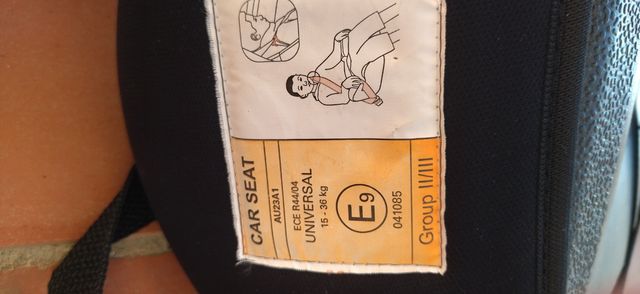 CAR SEAT
AU23A1
ECE R44/04
UNIVERSAL
15 - 36 kg
E9
041085
Group II/III